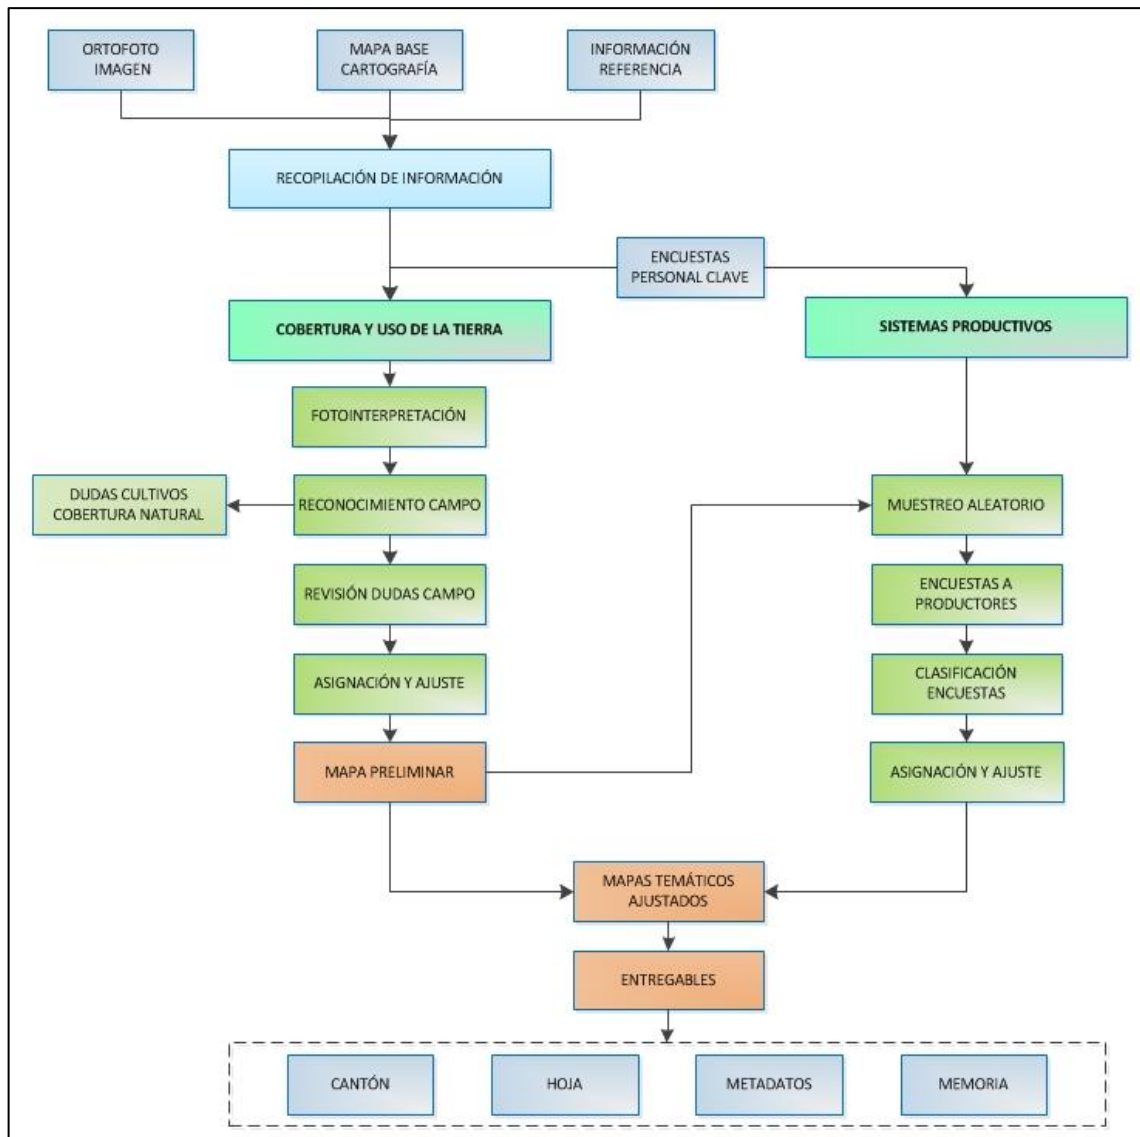 ORTOFOTO
IMAGEN
MAPA BASE
CARTOGRAFÍA
INFORMACIÓN
REFERENCIA
RECOPILACIÓN DE INFORMACIÓN
ENCUESTAS
PERSONAL CLAVE
COBERTURA Y USO DE LA TIERRA
SISTEMAS PRODUCTIVOS
FOTOINTERPRETACIÓN
DUDAS CULTIVOS
COBERTURA NATURAL
RECONOCIMIENTO CAMPO
MUESTREO ALEATORIO
REVISIÓN DUDAS CAMPO
ENCUESTAS A
PRODUCTORES
ASIGNACIÓN Y AJUSTE
CLASIFICACIÓN
ENCUESTAS
MAPA PRELIMINAR
ASIGNACIÓN Y AJUSTE
MAPAS TEMÁTICOS
AJUSTADOS
ENTREGABLES
CANTÓN
HOJA
METADATOS
MEMORIA